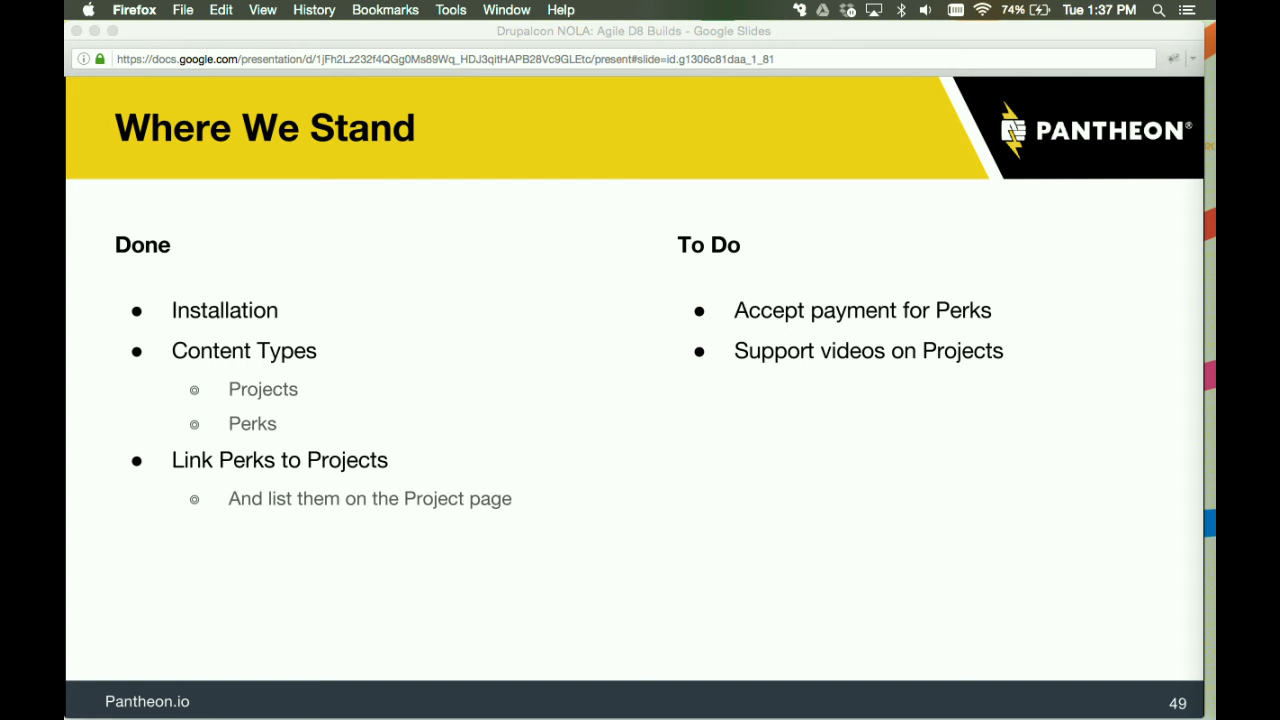 Firefox File Edit View History Bookmarks Tools Window Help 74% Tue 1:37 PM
Drupalcon NOLA: Agile D8 Builds - Google Slides
https://docs.google.com/presentation/d/1jFh2Lz232f4QGg0Ms89Wq_HDJ3qitHAPB28Vc9GLEtc/present#slide=id.g1306c81daa_1_81
Where We Stand
PANTHEON®
Done
Installation
Content Types
Projects
Perks
Link Perks to Projects
And list them on the Project page
To Do
Accept payment for Perks
Support videos on Projects
Pantheon.io
49